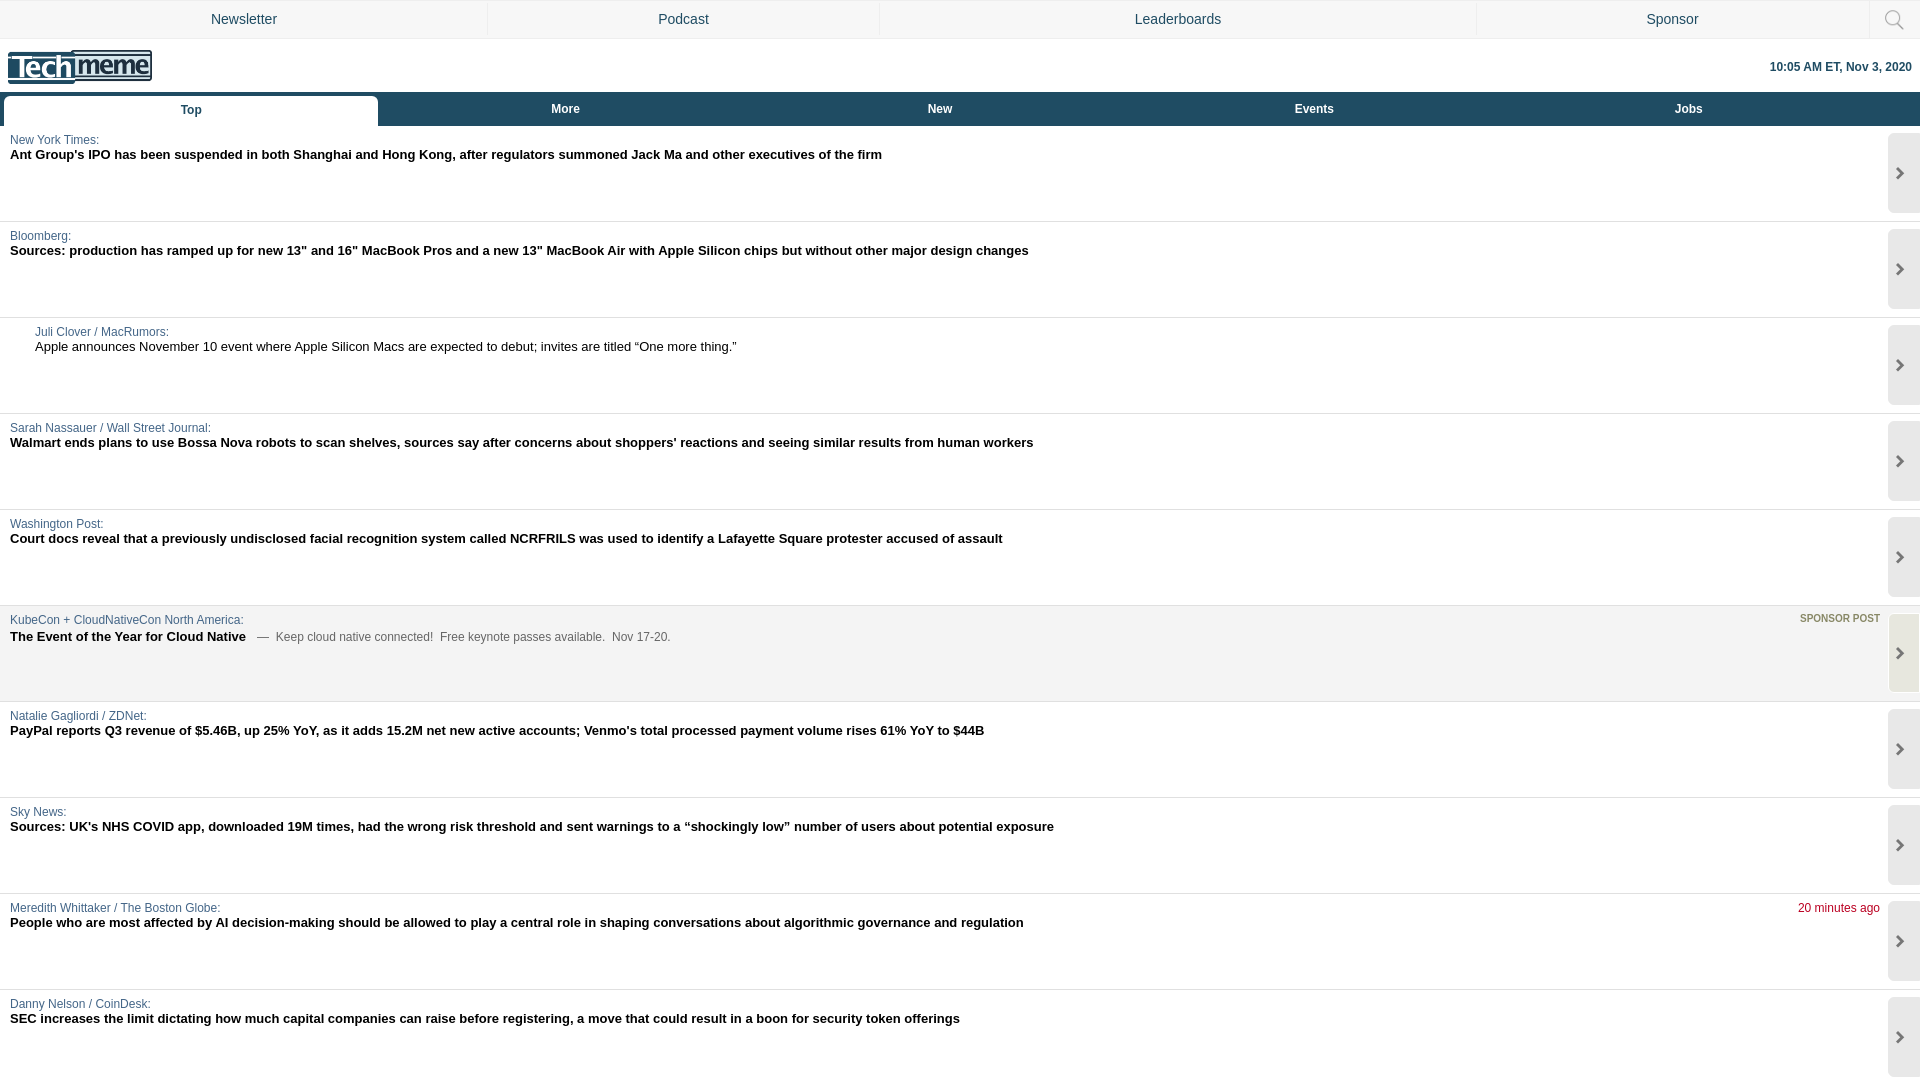 Newsletter
Podcast
Leaderboards
Sponsor
Techmeme
10:05 AM ET, Nov 3, 2020
Top
More
New
Events
Jobs
New York Times:
Ant Group's IPO has been suspended in both Shanghai and Hong Kong, after regulators summoned Jack Ma and other executives of the firm
Bloomberg:
Sources: production has ramped up for new 13" and 16" MacBook Pros and a new 13" MacBook Air with Apple Silicon chips but without other major design changes
Juli Clover / MacRumors:
Apple announces November 10 event where Apple Silicon Macs are expected to debut; invites are titled “One more thing.”
Sarah Nassauer / Wall Street Journal:
Walmart ends plans to use Bossa Nova robots to scan shelves, sources say after concerns about shoppers' reactions and seeing similar results from human workers
Washington Post:
Court docs reveal that a previously undisclosed facial recognition system called NCRFRILS was used to identify a Lafayette Square protester accused of assault
KubeCon + CloudNativeCon North America:
SPONSOR POST
The Event of the Year for Cloud Native — Keep cloud native connected! Free keynote passes available. Nov 17-20.
Natalie Gagliordi / ZDNet:
PayPal reports Q3 revenue of $5.46B, up 25% YoY, as it adds 15.2M net new active accounts; Venmo's total processed payment volume rises 61% YoY to $44B
Sky News:
Sources: UK's NHS COVID app, downloaded 19M times, had the wrong risk threshold and sent warnings to a “shockingly low” number of users about potential exposure
Meredith Whittaker / The Boston Globe:
20 minutes ago
People who are most affected by AI decision-making should be allowed to play a central role in shaping conversations about algorithmic governance and regulation
Danny Nelson / CoinDesk:
SEC increases the limit dictating how much capital companies can raise before registering, a move that could result in a boon for security token offerings